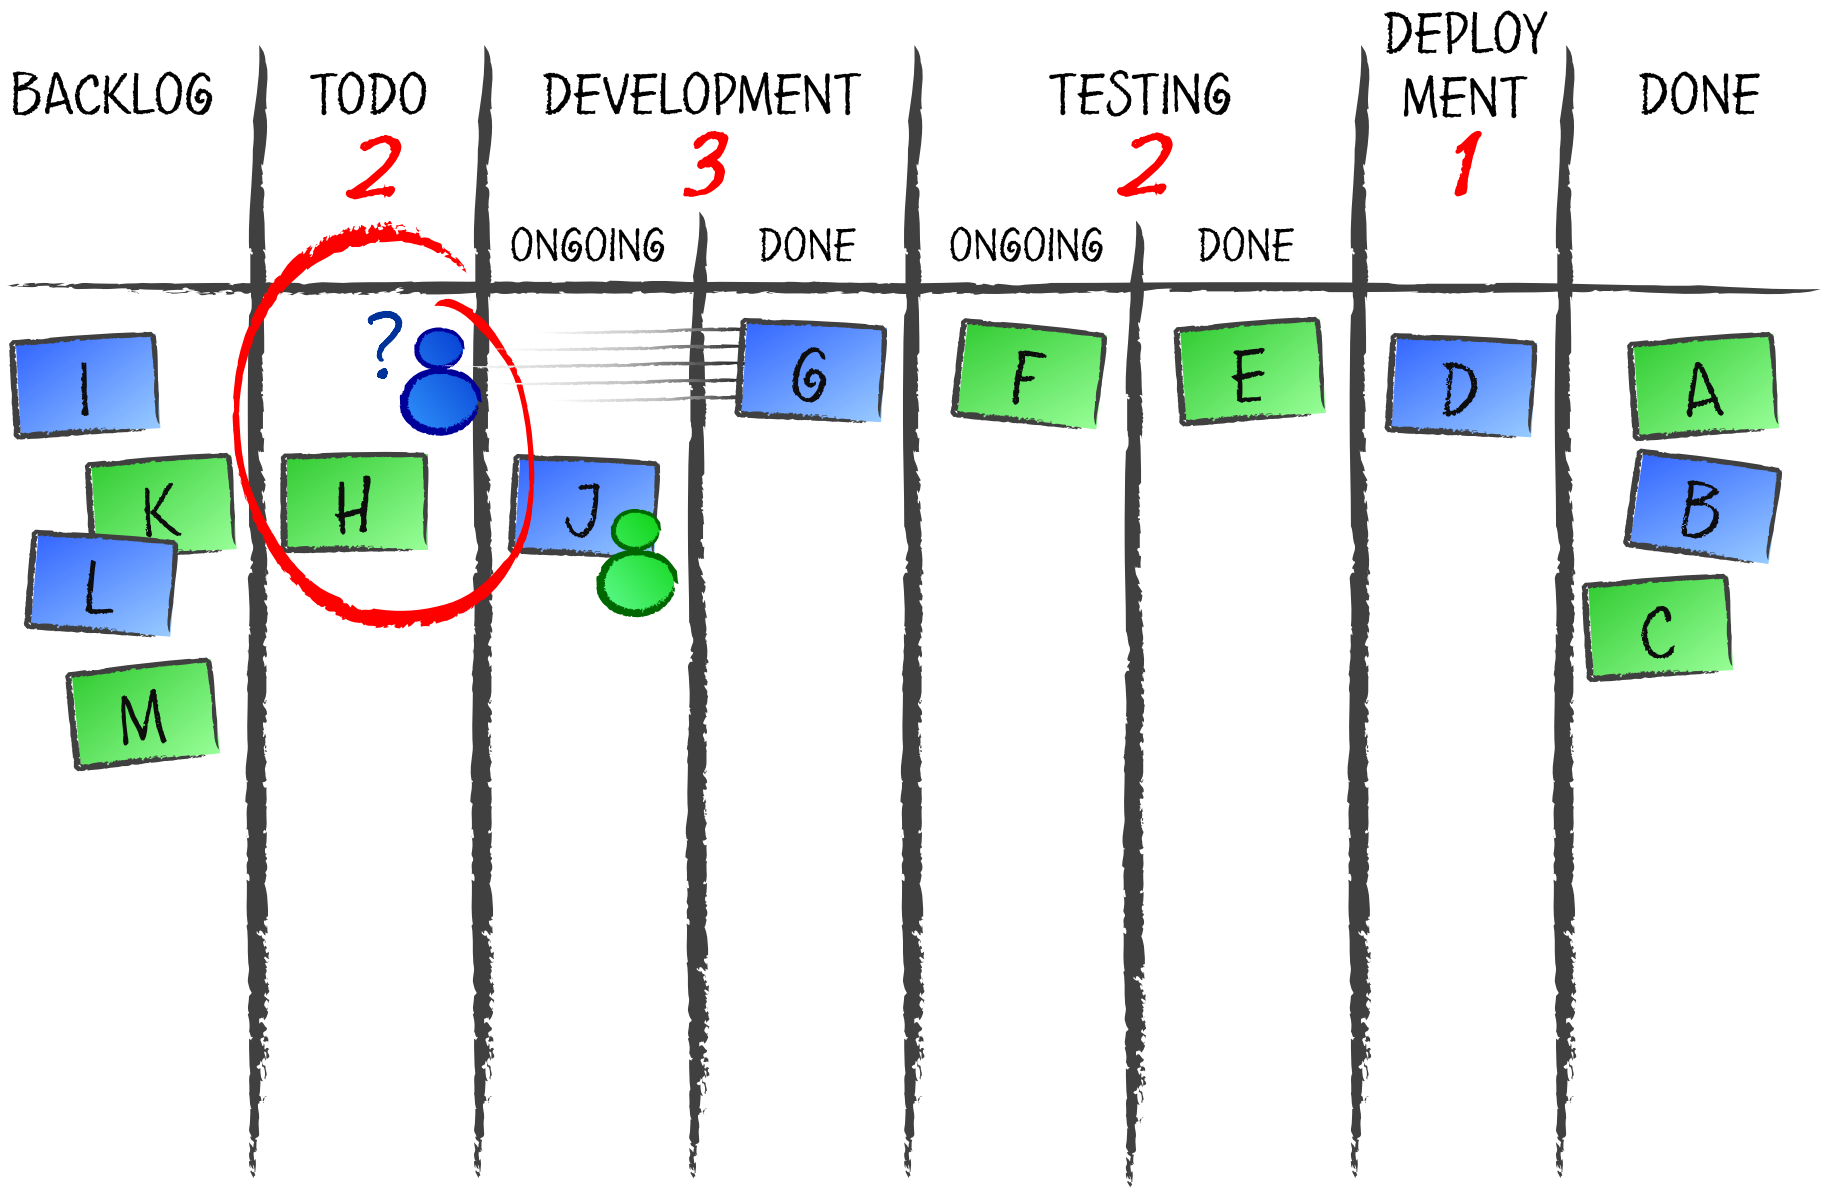 BACKLOG
TODO
2
DEVELOPMENT
3
ONGOING
DONE
TESTING
2
ONGOING
DONE
DEPLOY
MENT
1
DONE
I
K
L
M
?
H
J
G
F
E
D
A
B
C